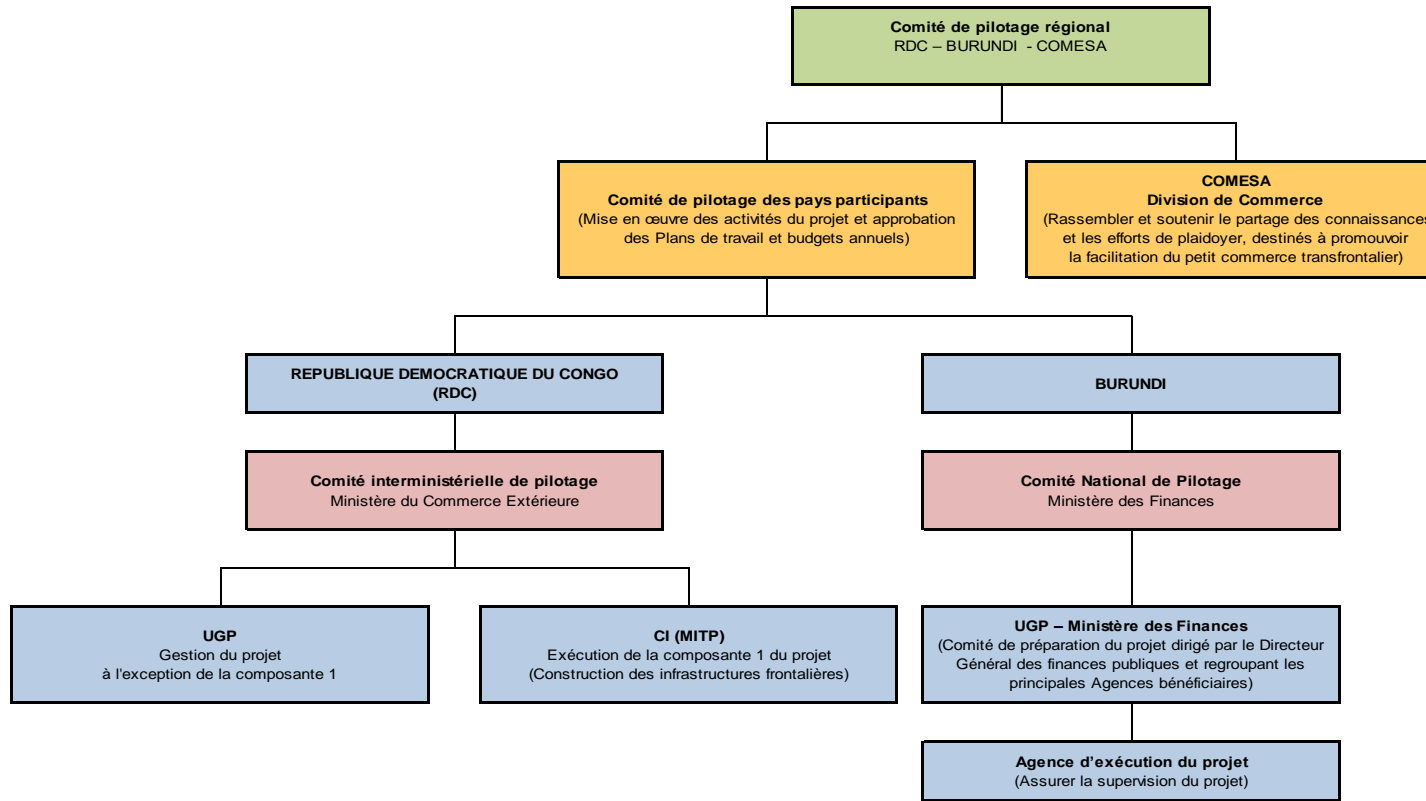 Comité de pilotage régional
RDC – BURUNDI - COMESA
Comité de pilotage des pays participants
(Mise en œuvre des activités du projet et approbation
des Plans de travail et budgets annuels)
COMESA
Division de Commerce
(Rassembler et soutenir le partage des connaissances
et les efforts de plaidoyer, destinés à promouvoir
la facilitation du petit commerce transfrontalier)
REPUBLIQUE DEMOCRATIQUE DU CONGO
(RDC)
BURUNDI
Comité interministérielle de pilotage
Ministère du Commerce Extérieure
Comité National de Pilotage
Ministère des Finances
UGP
Gestion du projet
à l'exception de la composante 1
CI (MITP)
Exécution de la composante 1 du projet
(Construction des infrastructures frontalières)
UGP – Ministère des Finances
(Comité de préparation du projet dirigé par le Directeur
Général des finances publiques et regroupant les
principales Agences bénéficiaires)
Agence d'exécution du projet
(Assurer la supervision du projet)